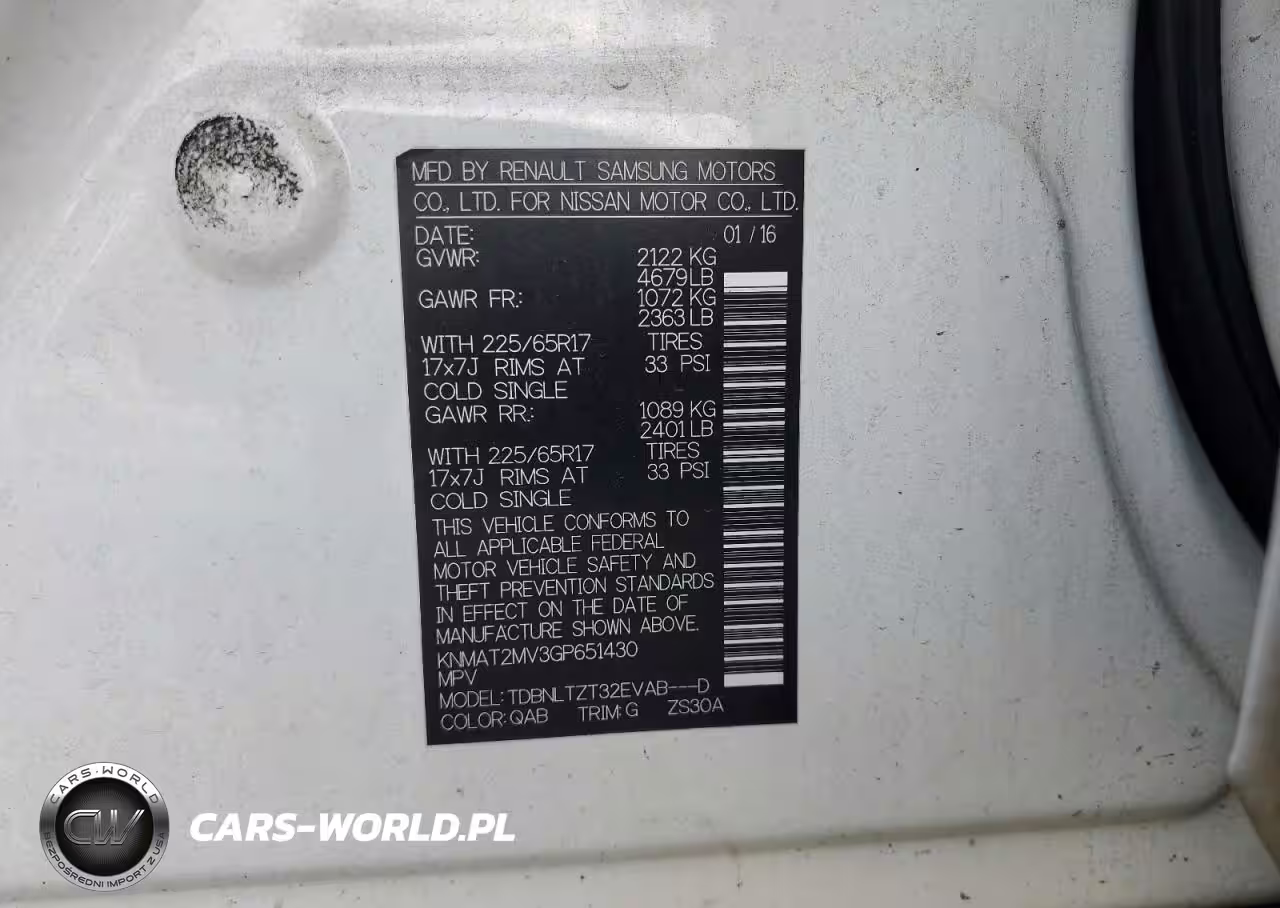 MFD BY RENAULT SAMSUNG MOTORS
CO., LTD. FOR NISSAN MOTOR CO., LTD.
DATE: 01 / 16
GVWR: 2122 KG
4679 LB
GAWR FR.: 1072 KG
2363 LB
WITH 225/65R17 TIRES
17x7J RIMS AT 33 PSI
COLD SINGLE
GAWR RR.: 1089 KG
2401 LB
WITH 225/65R17 TIRES
17x7J RIMS AT 33 PSI
COLD SINGLE
THIS VEHICLE CONFORMS TO
ALL APPLICABLE FEDERAL
MOTOR VEHICLE SAFETY AND
THEFT PREVENTION STANDARDS
IN EFFECT ON THE DATE OF
MANUFACTURE SHOWN ABOVE.
KNMAT2MV3GP651430
MPV
MODEL: TDBNLTZT32EVAB---D
COLOR: QAB TRIM: G ZS30A
CARS-WORLD
CW
BEZPOŚREDNI IMPORT Z USA
CARS-WORLD.PL